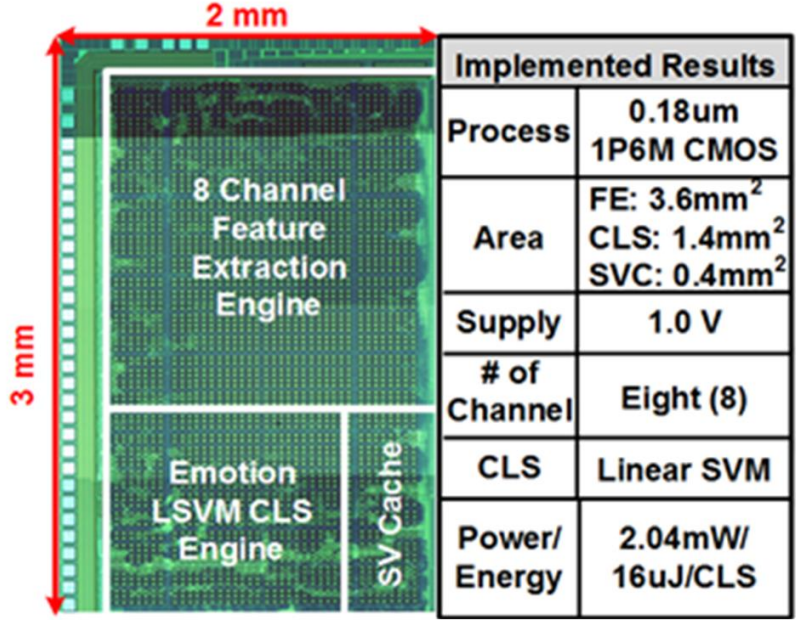 2 mm
3 mm
8 Channel
Feature
Extraction
Engine
Emotion
LSVM CLS
Engine
SV Cache
Implemented Results
Process
0.18um
1P6M CMOS
Area
FE: 3.6mm²
CLS: 1.4mm²
SVC: 0.4mm²
Supply
1.0 V
# of
Channel
Eight (8)
CLS
Linear SVM
Power/
Energy
2.04mW/
16uJ/CLS